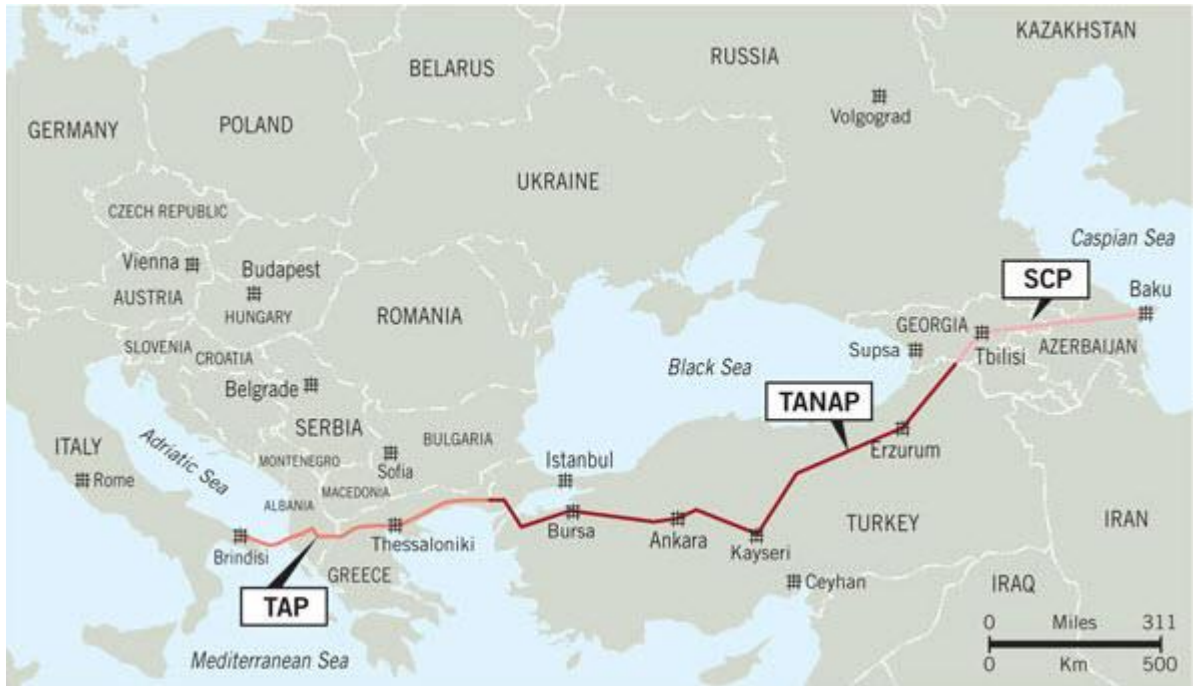 KAZAKHSTAN
RUSSIA
BELARUS
Volgograd
POLAND
GERMANY
UKRAINE
CZECH REPUBLIC
Caspian Sea
Vienna
Budapest
SCP
AUSTRIA
Baku
HUNGARY
ROMANIA
GEORGIA
SLOVENIA
CROATIA
Supsa
Tbilisi
AZERBAIJAN
Black Sea
Belgrade
TANAP
SERBIA
BULGARIA
ITALY
Adriatic Sea
Erzurum
Istanbul
MONTENEGRO
Sofia
Rome
MACEDONIA
ALBANIA
TURKEY
IRAN
Bursa
Ankara
Thessaloniki
Kayseri
Brindisi
GREECE
Ceyhan
IRAQ
TAP
0 Miles 311
0 Km 500
Mediterranean Sea